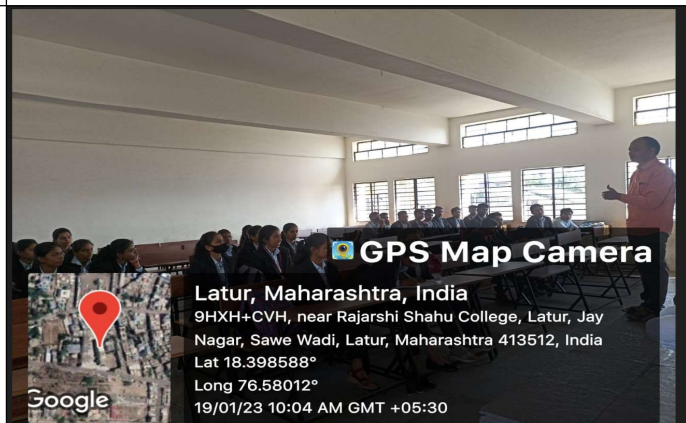 GPS Map Camera
Latur, Maharashtra, India
9HXH+CVH, near Rajarshi Shahu College, Latur, Jay
Nagar, Sawe Wadi, Latur, Maharashtra 413512, India
Lat 18.398588°
Long 76.58012°
19/01/23 10:04 AM GMT +05:30
Google